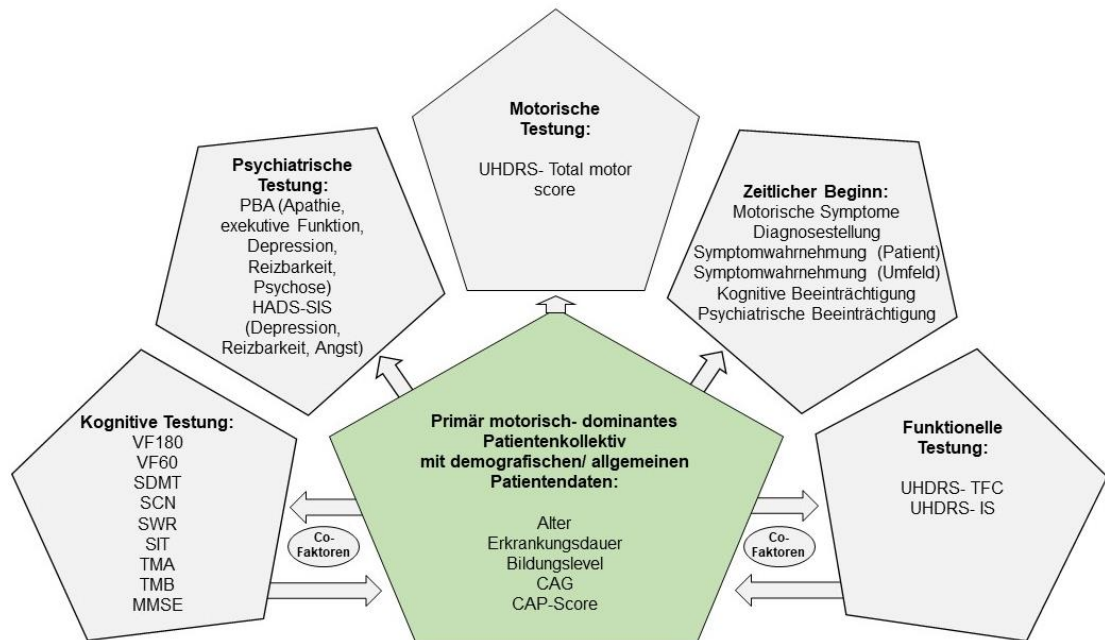 Motorische
Testung:
UHDRS- Total motor
score
Psychiatrische
Testung:
PBA (Apathie,
exekutive Funktion,
Depression,
Reizbarkeit,
Psychose)
HADS-SIS
(Depression,
Reizbarkeit, Angst)
Zeitlicher Beginn:
Motorische Symptome
Diagnosestellung
Symptomwahrnehmung (Patient)
Symptomwahrnehmung (Umfeld)
Kognitive Beeinträchtigung
Psychiatrische Beeinträchtigung
Kognitive Testung:
VF180
VF60
SDMT
SCN
SWR
SIT
TMA
TMB
MMSE
Co-
Faktoren
Primär motorisch- dominantes
Patientenkollektiv
mit demografischen/ allgemeinen
Patientendaten:
Alter
Erkrankungsdauer
Bildungslevel
CAG
CAP-Score
Co-
Faktoren
Funktionelle
Testung:
UHDRS- TFC
UHDRS- IS